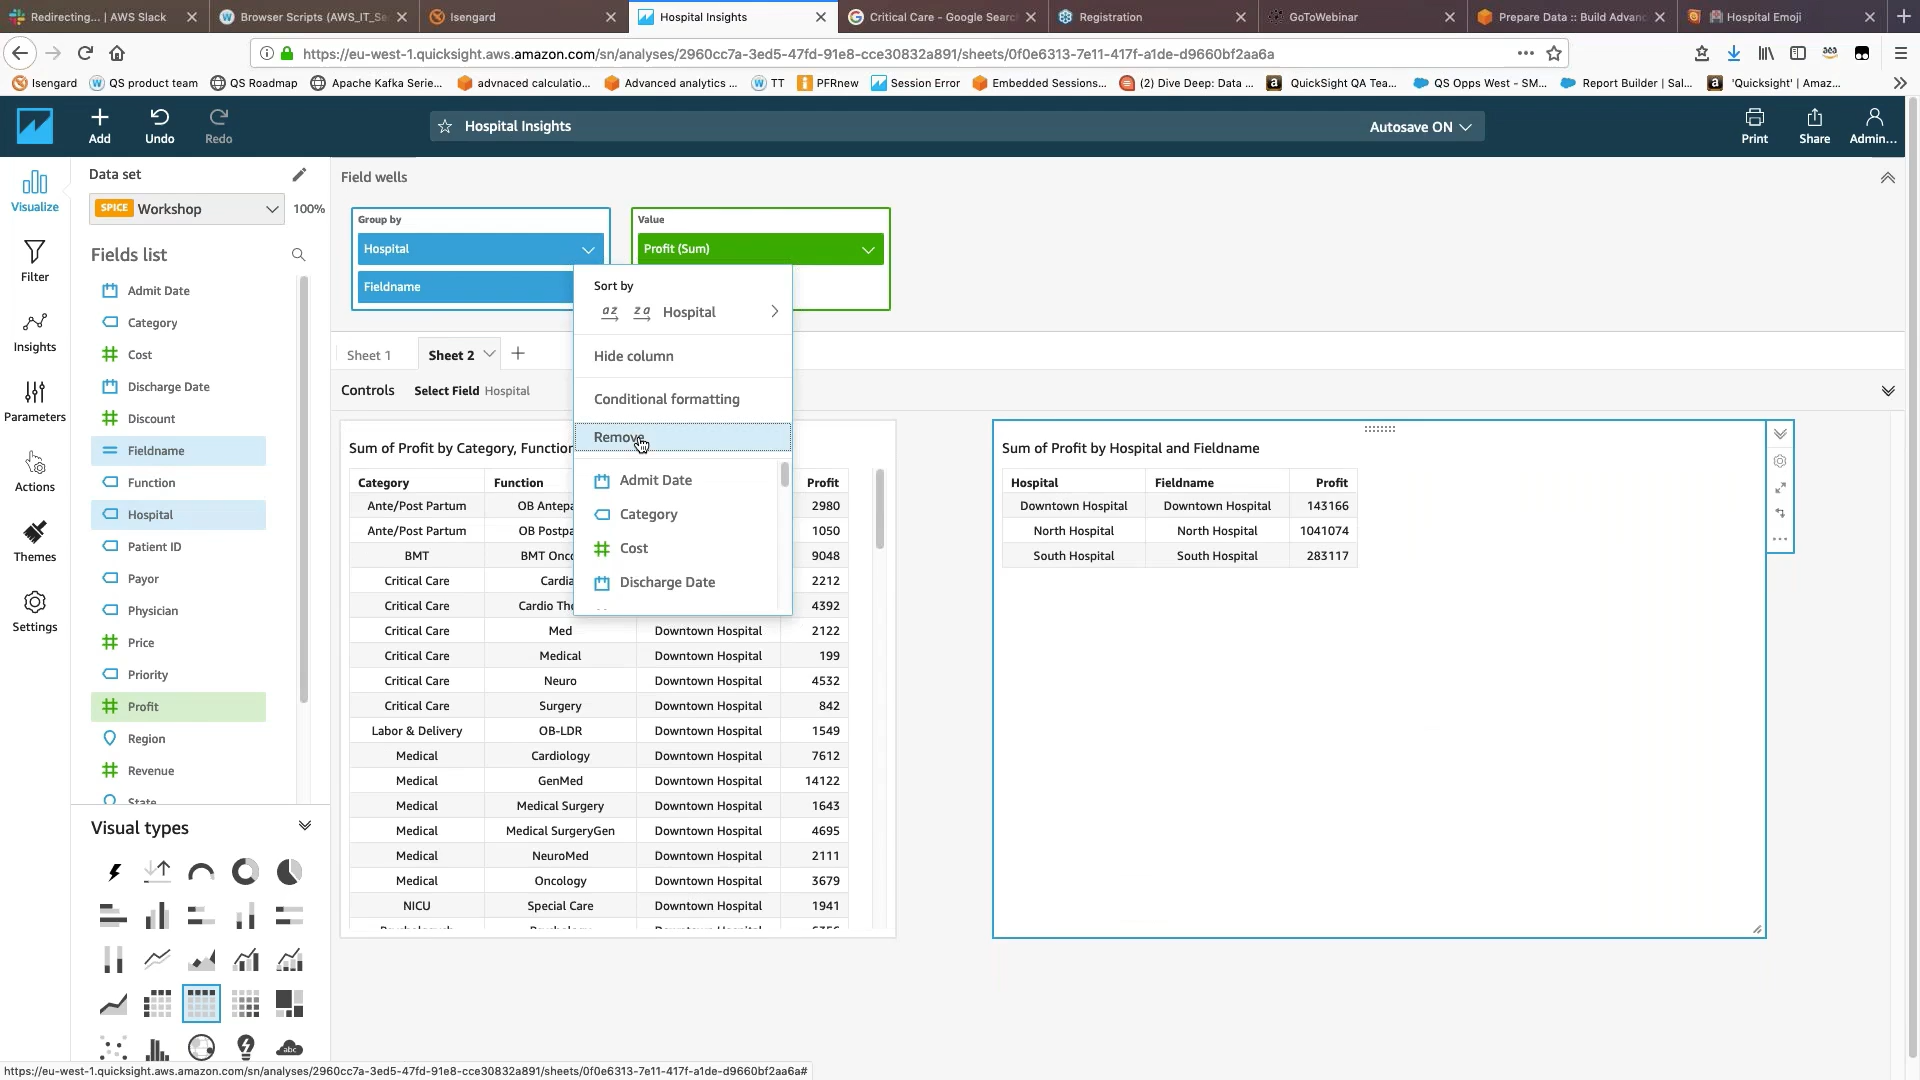 Redirecting... | AWS Slack
Browser Scripts (AWS_IT_Se
Isengard
Hospital Insights
Critical Care - Google Searc
Registration
GoToWebinar
Prepare Data :: Build Advanc
Hospital Emoji
https://eu-west-1.quicksight.aws.amazon.com/sn/analyses/2960cc7a-3ed5-47fd-91e8-cce30832a891/sheets/0f0e6313-7e11-417f-a1de-d9660bf2aa6a
Isengard
QS product team
QS Roadmap
Apache Kafka Serie...
advnaced calculatio...
Advanced analytics ...
TT
PFRnew
Session Error
Embedded Sessions...
(2) Dive Deep: Data ...
QuickSight QA Tea...
QS Opps West - SM...
Report Builder | Sal...
'Quicksight' | Amaz...
Add
Undo
Redo
Hospital Insights
Autosave ON
Print
Share
Admin...
Visualize
Filter
Insights
Parameters
Actions
Themes
Settings
Data set
SPICE Workshop 100%
Fields list
Admit Date
Category
Cost
Discharge Date
Discount
Fieldname
Function
Hospital
Patient ID
Payor
Physician
Price
Priority
Profit
Region
Revenue
State
Visual types
abc
Field wells
Group by
Hospital
Fieldname
Value
Profit (Sum)
Sheet 1
Sheet 2
Controls Select Field Hospital
Sort by
az za Hospital
Hide column
Conditional formatting
Remove
Admit Date
Category
Cost
Discharge Date
Sum of Profit by Category, Function
Category Function Profit
Ante/Post Partum OB Antepa 2980
Ante/Post Partum OB Postpa 1050
BMT BMT Onco 9048
Critical Care Cardia 2212
Critical Care Cardio Tho 4392
Critical Care Med Downtown Hospital 2122
Critical Care Medical Downtown Hospital 199
Critical Care Neuro Downtown Hospital 4532
Critical Care Surgery Downtown Hospital 842
Labor & Delivery OB-LDR Downtown Hospital 1549
Medical Cardiology Downtown Hospital 7612
Medical GenMed Downtown Hospital 14122
Medical Medical Surgery Downtown Hospital 1643
Medical Medical SurgeryGen Downtown Hospital 4695
Medical NeuroMed Downtown Hospital 2111
Medical Oncology Downtown Hospital 3679
NICU Special Care Downtown Hospital 1941
Sum of Profit by Hospital and Fieldname
Hospital Fieldname Profit
Downtown Hospital Downtown Hospital 143166
North Hospital North Hospital 1041074
South Hospital South Hospital 283117
https://eu-west-1.quicksight.aws.amazon.com/sn/analyses/2960cc7a-3ed5-47fd-91e8-cce30832a891/sheets/0f0e6313-7e11-417f-a1de-d9660bf2aa6a#